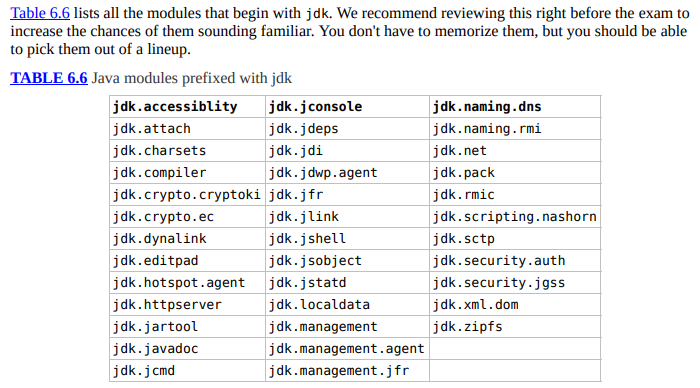 Table 6.6 lists all the modules that begin with jdk. We recommend reviewing this right before the exam to
increase the chances of them sounding familiar. You don't have to memorize them, but you should be able
to pick them out of a lineup.
TABLE 6.6 Java modules prefixed with jdk
jdk.accessiblity jdk.jconsole jdk.naming.dns
jdk.attach jdk.jdeps jdk.naming.rmi
jdk.charsets jdk.jdi jdk.net
jdk.compiler jdk.jdwp.agent jdk.pack
jdk.crypto.cryptoki jdk.jfr jdk.rmic
jdk.crypto.ec jdk.jlink jdk.scripting.nashorn
jdk.dynalink jdk.jshell jdk.sctp
jdk.editpad jdk.jsobject jdk.security.auth
jdk.hotspot.agent jdk.jstatd jdk.security.jgss
jdk.httpserver jdk.localdata jdk.xml.dom
jdk.jartool jdk.management jdk.zipfs
jdk.javadoc jdk.management.agent
jdk.jcmd jdk.management.jfr